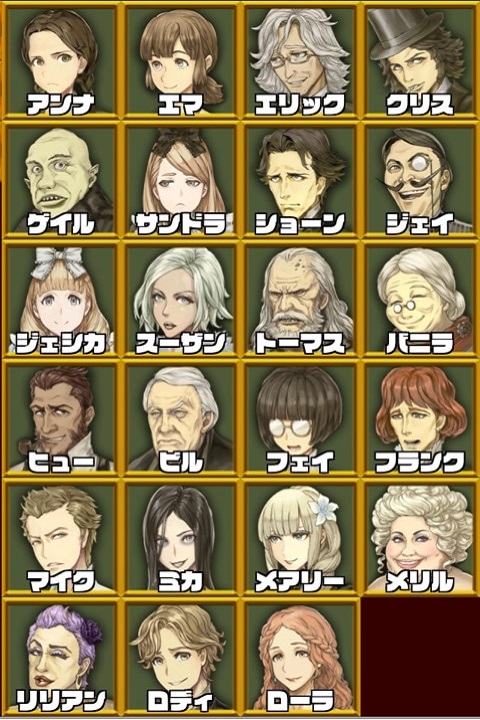 アンナ
エマ
エリック
クリス
ゲイル
サンドラ
ショーン
ジェイ
ジェシカ
スーザン
トーマス
バニラ
ヒュー
ビル
フェイ
フランク
マイク
ミカ
メアリー
メリル
リリアン
ロディ
ローラ